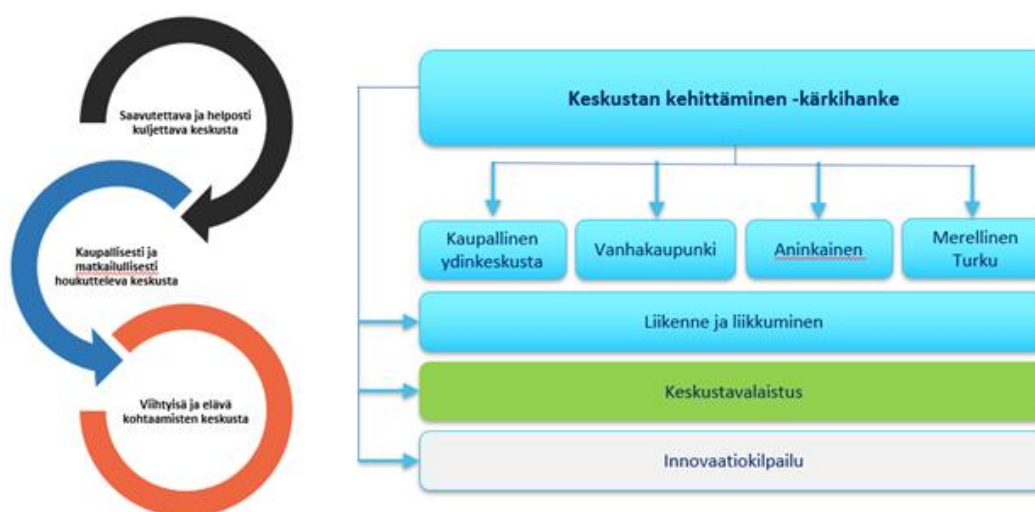 Saavutettava ja helposti
kuljettava keskusta
Kaupallisesti ja
matkailullisesti
houkutteleva keskusta
Viihtyisä ja elävä
kohtaamisten keskusta
Keskustan kehittäminen -kärkihanke
Kaupallinen
ydinkeskusta
Vanhakaupunki
Aninkainen
Merellinen
Turku
Liikenne ja liikkuminen
Keskustavalaistus
Innovaatiokilpailu